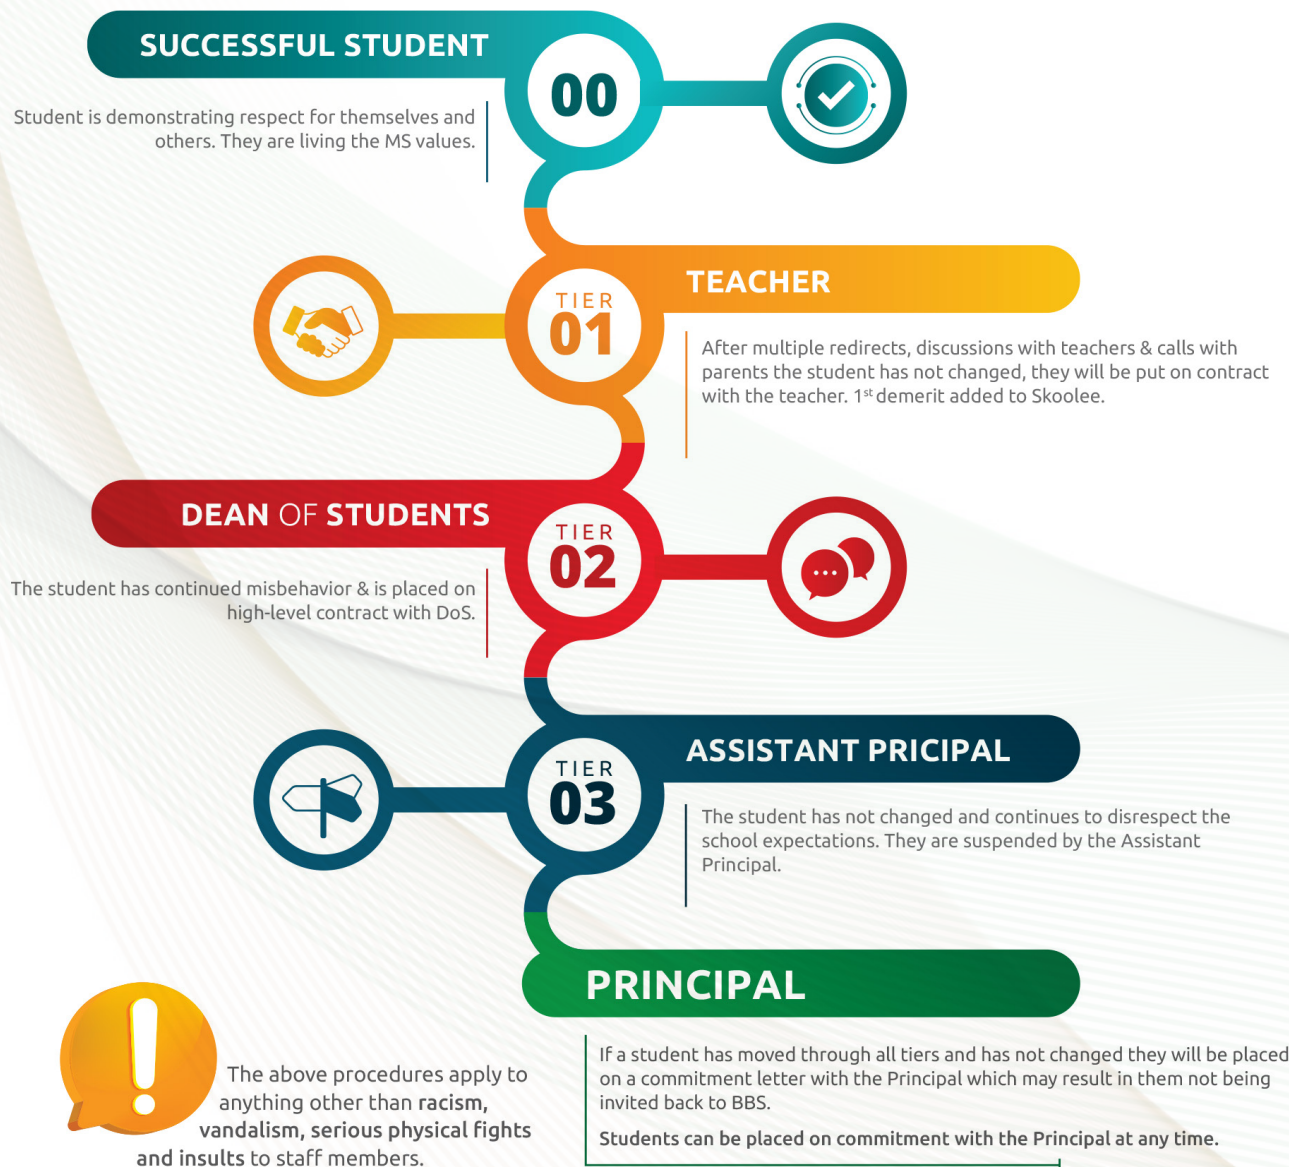 SUCCESSFUL STUDENT
00
Student is demonstrating respect for themselves and
others. They are living the MS values.
TIER
01
TEACHER
After multiple redirects, discussions with teachers & calls with
parents the student has not changed, they will be put on contract
with the teacher. 1st demerit added to Skoolee.
DEAN OF STUDENTS
TIER
02
The student has continued misbehavior & is placed on
high-level contract with DoS.
TIER
03
ASSISTANT PRICIPAL
The student has not changed and continues to disrespect the
school expectations. They are suspended by the Assistant
Principal.
PRINCIPAL
If a student has moved through all tiers and has not changed they will be placed
on a commitment letter with the Principal which may result in them not being
invited back to BBS.
Students can be placed on commitment with the Principal at any time.
The above procedures apply to
anything other than racism,
vandalism, serious physical fights
and insults to staff members.